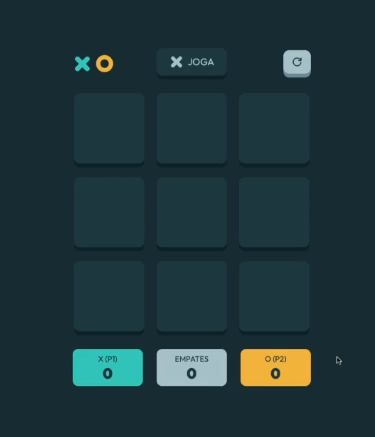 X O
X JOGA
X (P1)
0
EMPATES
0
O (P2)
0